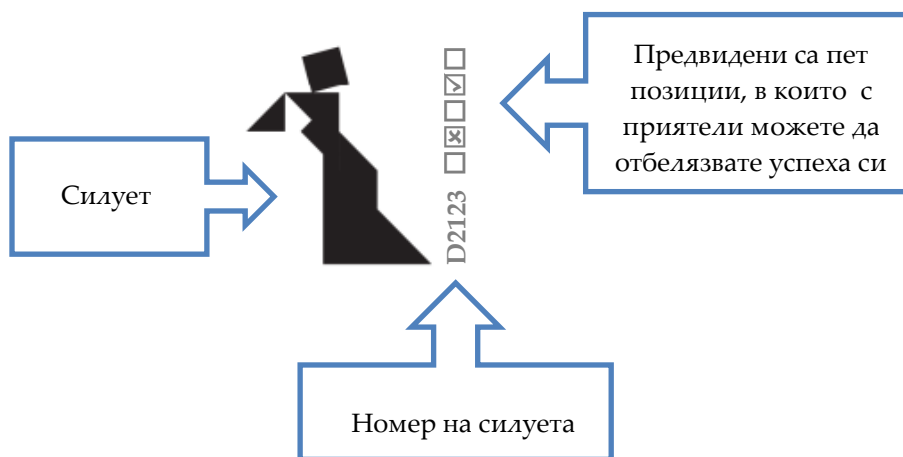 Предвидени са пет
позиции, в които с
приятели можете да
отбелязвате успеха си
Силует
D2123
Номер на силуета